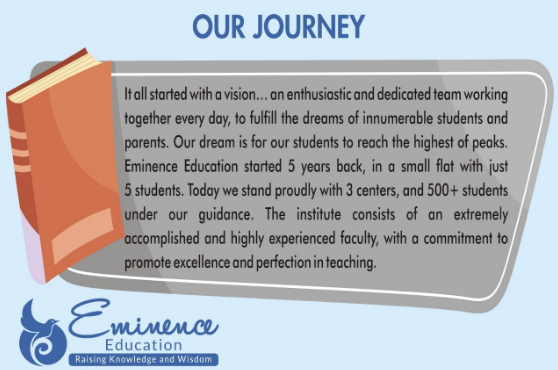 OUR JOURNEY
It all started with a vision... an enthusiastic and dedicated team working
together every day, to fulfill the dreams of innumerable students and
parents. Our dream is for our students to reach the highest of peaks.
Eminence Education started 5 years back, in a small flat with just
5 students. Today we stand proudly with 3 centers, and 500+ students
under our guidance. The institute consists of an extremely
accomplished and highly experienced faculty, with a commitment to
promote excellence and perfection in teaching.
Eminence
Education
Raising Knowledge and Wisdom